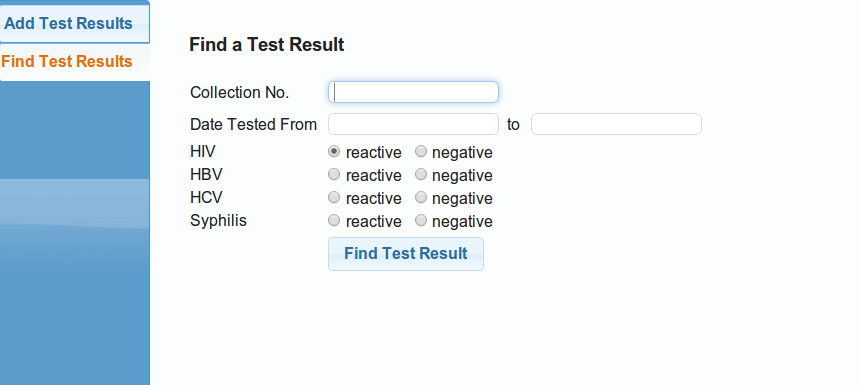 Add Test Results
Find Test Results
Find a Test Result
Collection No.
Date Tested From to
HIV reactive negative
HBV reactive negative
HCV reactive negative
Syphilis reactive negative
Find Test Result